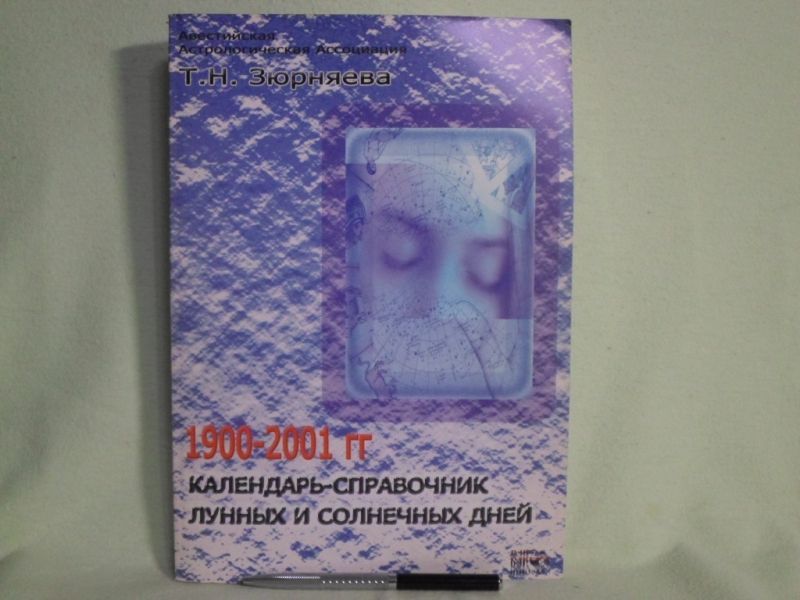 Авестийская
Астрологическая Ассоциация
Т.Н. Зюрняева
1900-2001 гг
КАЛЕНДАРЬ-СПРАВОЧНИК
ЛУННЫХ И СОЛНЕЧНЫХ ДНЕЙ